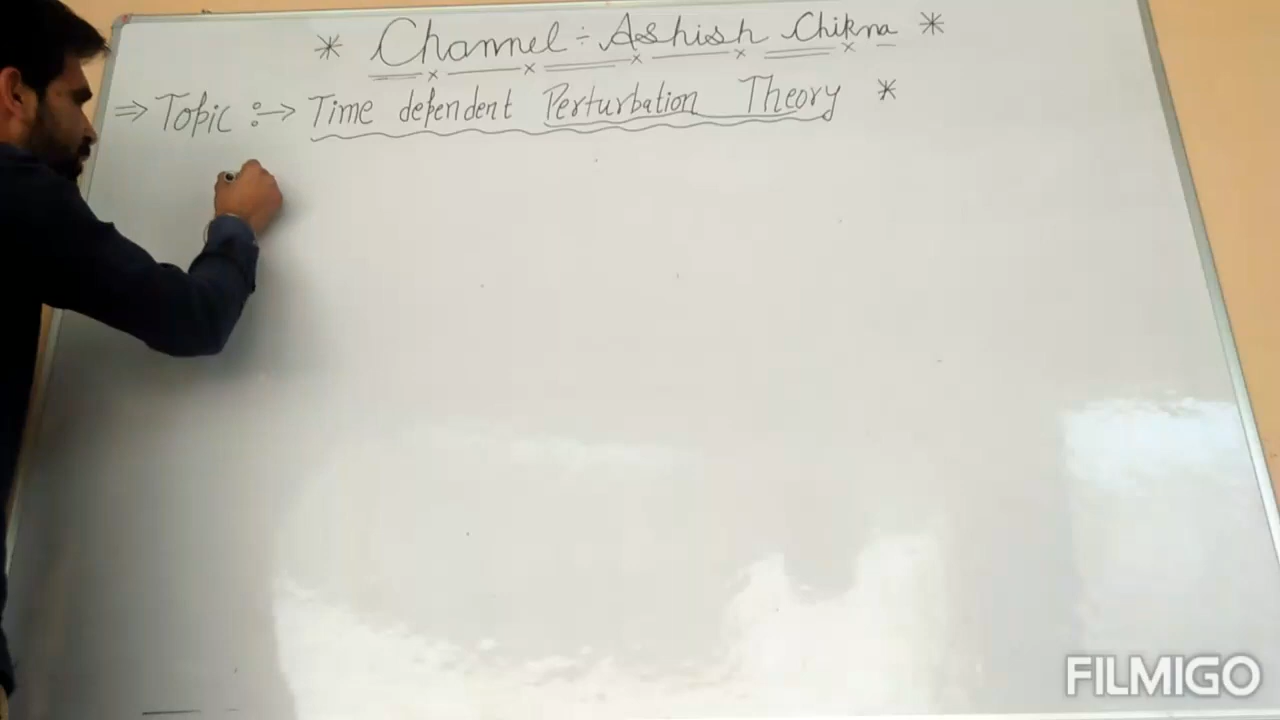 * Channel ÷ Ashish Chikna *
⇒ Topic :→ Time dependent Perturbation Theory *
FILMIGO